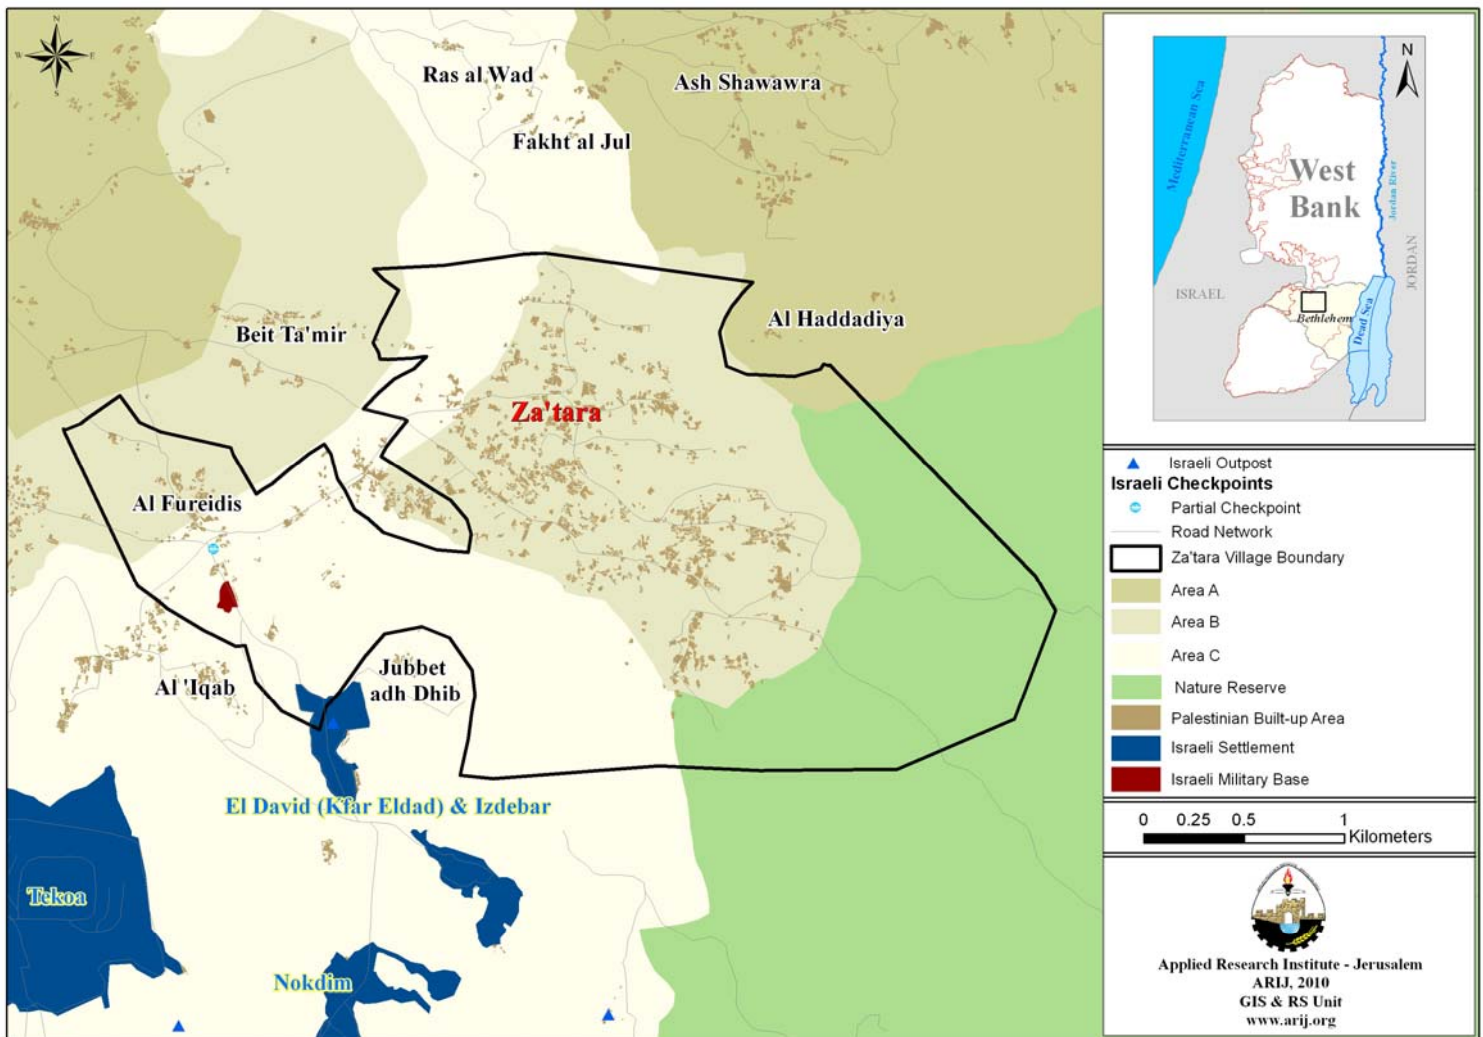 N
W
E
S
Ras al Wad
Ash Shawawra
Fakht al Jul
Beit Ta'mir
Al Haddadiya
Za'tara
Al Fureidis
Al 'Iqab
Jubbet
adh Dhib
El David (Kfar Eldad) & Izdebar
Tekoa
Nokdim
N
Mediterranean Sea
West
Bank
Jordan River
JORDAN
ISRAEL
Bethlehem
Dead Sea
Israeli Outpost
Israeli Checkpoints
Partial Checkpoint
Road Network
Za'tara Village Boundary
Area A
Area B
Area C
Nature Reserve
Palestinian Built-up Area
Israeli Settlement
Israeli Military Base
0 0.25 0.5 1
Kilometers
Applied Research Institute - Jerusalem
ARIJ, 2010
GIS & RS Unit
www.arij.org